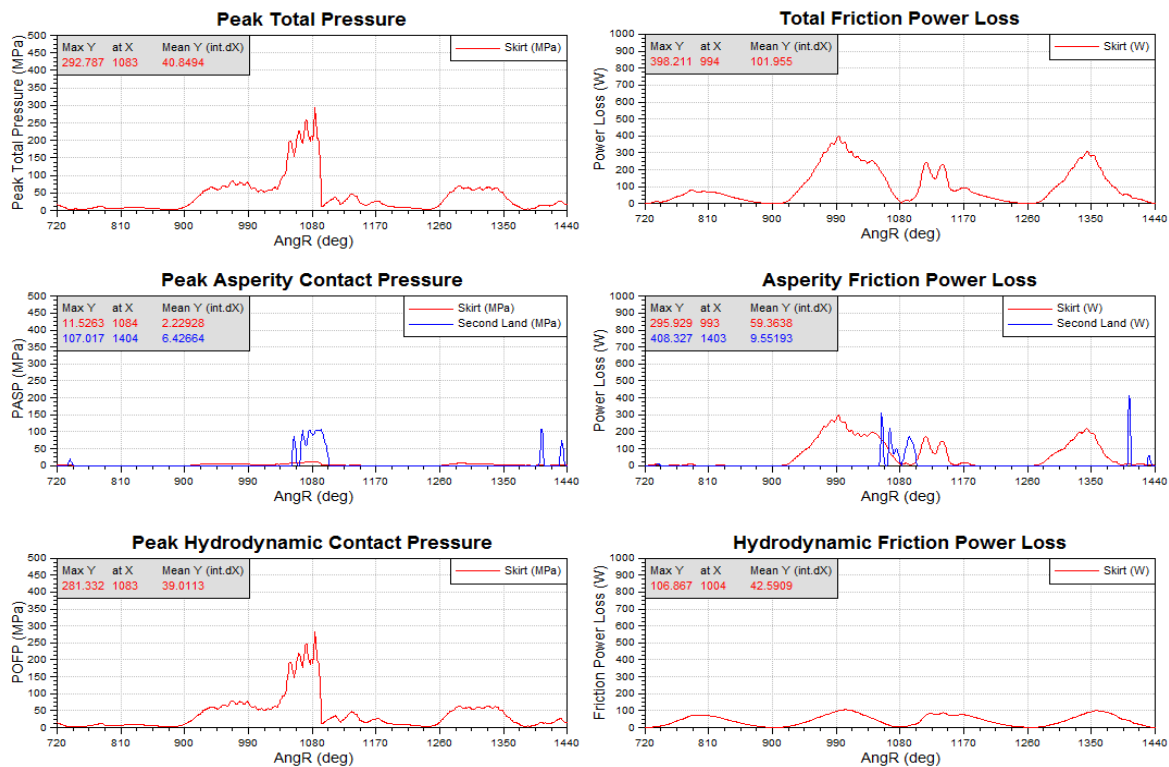 Peak Total Pressure
Peak Total Pressure (MPa)
500
450
400
350
300
250
200
150
100
50
0
Max Y at X Mean Y (int.dX)
292.787 1083 40.8494
Skirt (MPa)
720 810 900 990 1080 1170 1260 1350 1440
AngR (deg)
Total Friction Power Loss
Power Loss (W)
1000
900
800
700
600
500
400
300
200
100
0
Max Y at X Mean Y (int.dX)
398.211 994 101.955
Skirt (W)
720 810 900 990 1080 1170 1260 1350 1440
AngR (deg)
Peak Asperity Contact Pressure
PASP (MPa)
500
450
400
350
300
250
200
150
100
50
0
Max Y at X Mean Y (int.dX)
11.5263 1084 2.22928
107.017 1404 6.42664
Skirt (MPa)
Second Land (MPa)
720 810 900 990 1080 1170 1260 1350 1440
AngR (deg)
Asperity Friction Power Loss
Power Loss (W)
1000
900
800
700
600
500
400
300
200
100
0
Max Y at X Mean Y (int.dX)
295.929 993 59.3638
408.327 1403 9.55193
Skirt (W)
Second Land (W)
720 810 900 990 1080 1170 1260 1350 1440
AngR (deg)
Peak Hydrodynamic Contact Pressure
POFP (MPa)
500
450
400
350
300
250
200
150
100
50
0
Max Y at X Mean Y (int.dX)
281.332 1083 39.0113
Skirt (MPa)
720 810 900 990 1080 1170 1260 1350 1440
AngR (deg)
Hydrodynamic Friction Power Loss
Friction Power Loss (W)
1000
900
800
700
600
500
400
300
200
100
0
Max Y at X Mean Y (int.dX)
106.867 1004 42.5909
Skirt (W)
720 810 900 990 1080 1170 1260 1350 1440
AngR (deg)